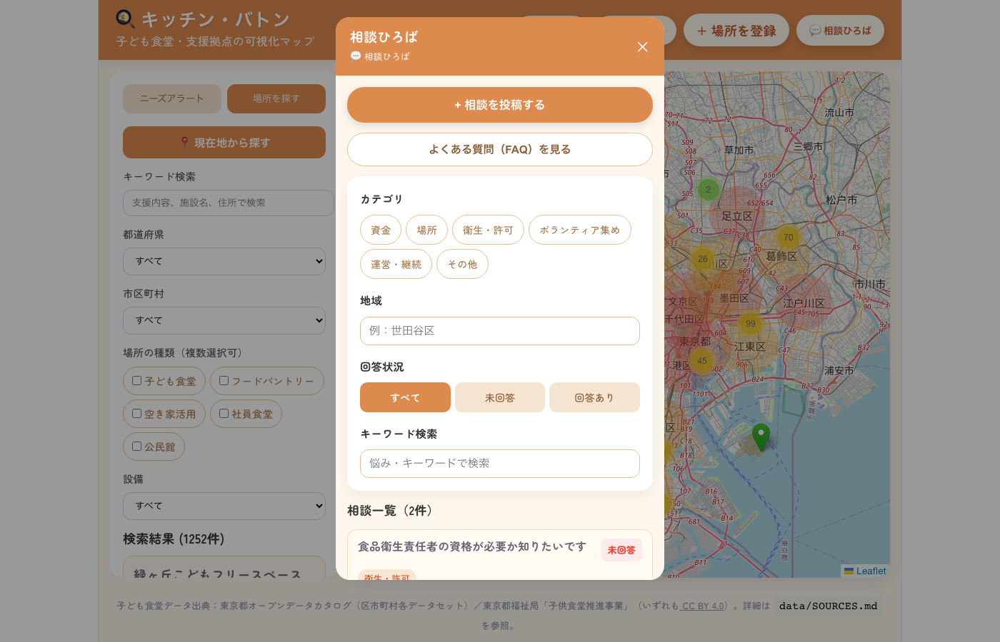 キッチン・バトン
子ども食堂・支援拠点の可視化マップ
+ 場所を登録
💬 相談ひろば
ニーズアラート
場所を探す
📍 現在地から探す
キーワード検索
支援内容、施設名、住所で検索
都道府県
すべて
市区町村
すべて
場所の種類（複数選択可）
子ども食堂
フードパントリー
空き家活用
社員食堂
公民館
設備
すべて
検索結果 (1252件)
緑ヶ丘こどもフリースペース
相談ひろば
💬 相談ひろば
×
+ 相談を投稿する
よくある質問（FAQ）を見る
カテゴリ
資金
場所
衛生・許可
ボランティア集め
運営・継続
その他
地域
例：世田谷区
回答状況
すべて
未回答
回答あり
キーワード検索
悩み・キーワードで検索
相談一覧（2件）
食品衛生責任者の資格が必要か知りたいです
未回答
衛生・許可
流山市
草加市
三郷市
松戸市
足立区
葛飾区
市川市
文京区
墨田区
江戸川区
千代田区
東京都
江東区
港区
浦安市
千葉県
東京都
2
70
26
99
45
Leaflet
子ども食堂データ出典：東京都オープンデータカタログ（区市町村各データセット）／東京都福祉局「子供食堂推進事業」（いずれも CC BY 4.0）。詳細は data/SOURCES.md
を参照。